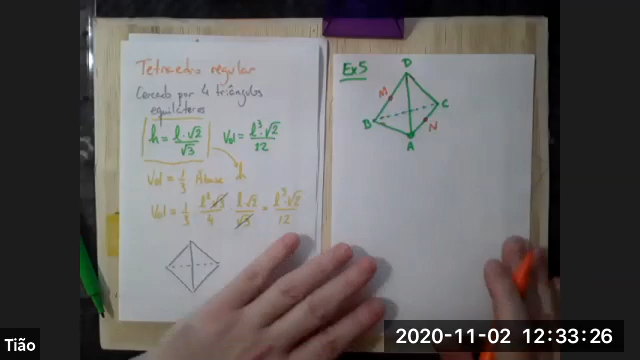 Tetraedro regular
Cercado por 4 triângulos
equiláteros
h = l·√2/√3 Vol = l³·√2/12
h
Vol = 1/3 Abase · h
Vol = 1/3 l²√3/4 l·√2/√3 = l³√2/12
Ex5
D
M
C
B
N
A
Tião
2020-11-02 12:33:26